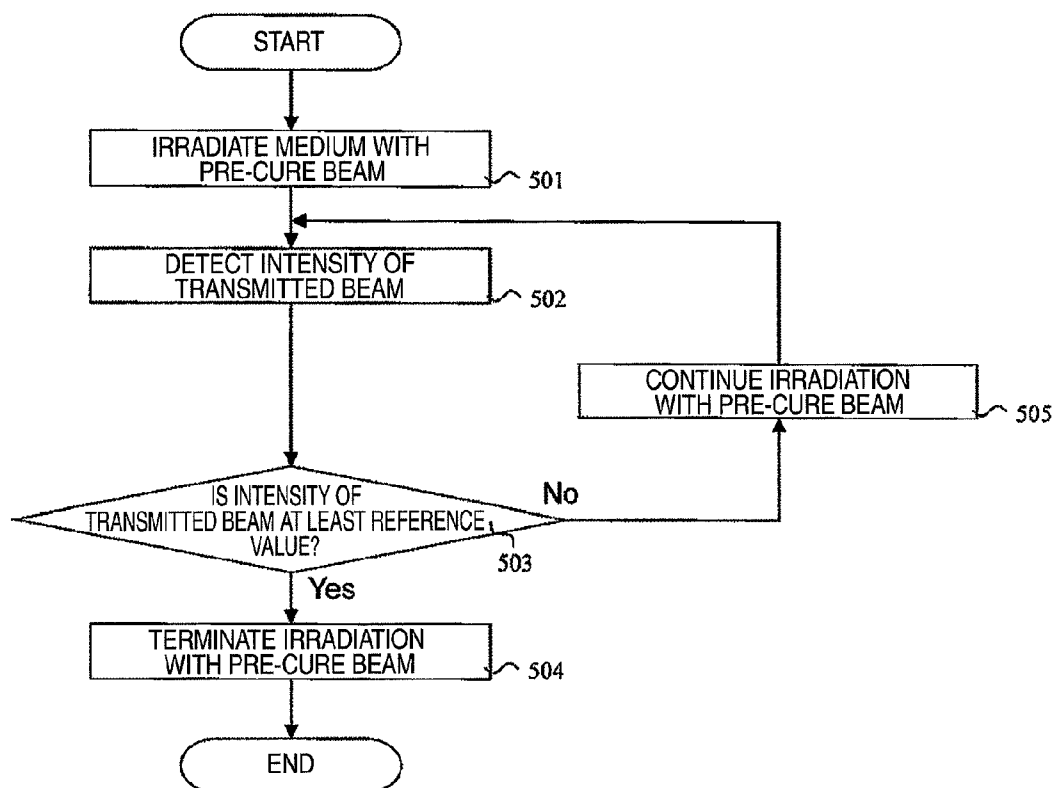 START
IRRADIATE MEDIUM WITH
PRE-CURE BEAM
501
DETECT INTENSITY OF
TRANSMITTED BEAM
502
CONTINUE IRRADIATION
WITH PRE-CURE BEAM
505
IS INTENSITY OF
TRANSMITTED BEAM AT LEAST REFERENCE
VALUE?
503
No
Yes
TERMINATE IRRADIATION
WITH PRE-CURE BEAM
504
END